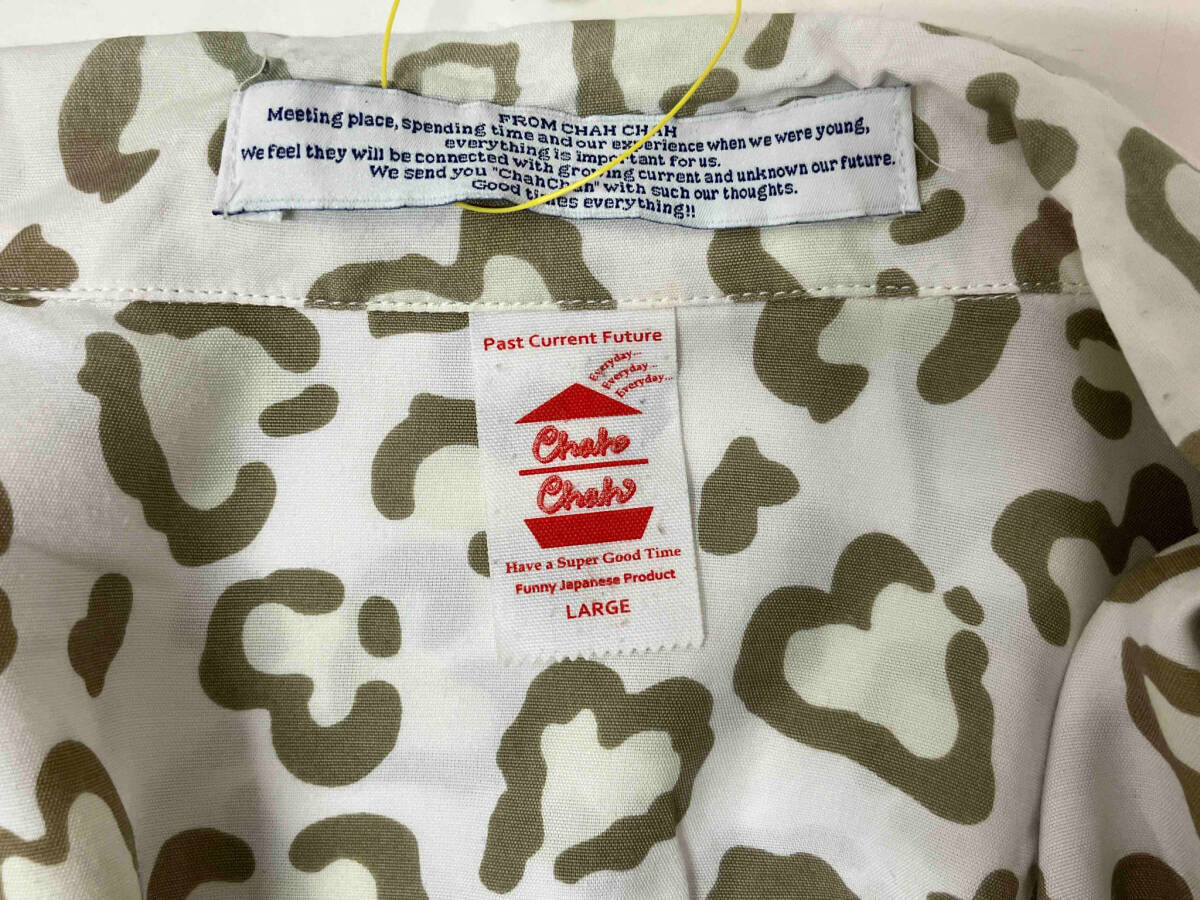 FROM CHAH CHAH
Meeting place, spending time and our experience when we were young,
everything is important for us.
We feel they will be connected with growing current and unknown our future.
We send you "ChahChah" with such our thoughts.
Good times everything!!
Past Current Future
Everyday...
Everyday...
Everyday...
Chah
Chah
Have a Super Good Time
Funny Japanese Product
LARGE